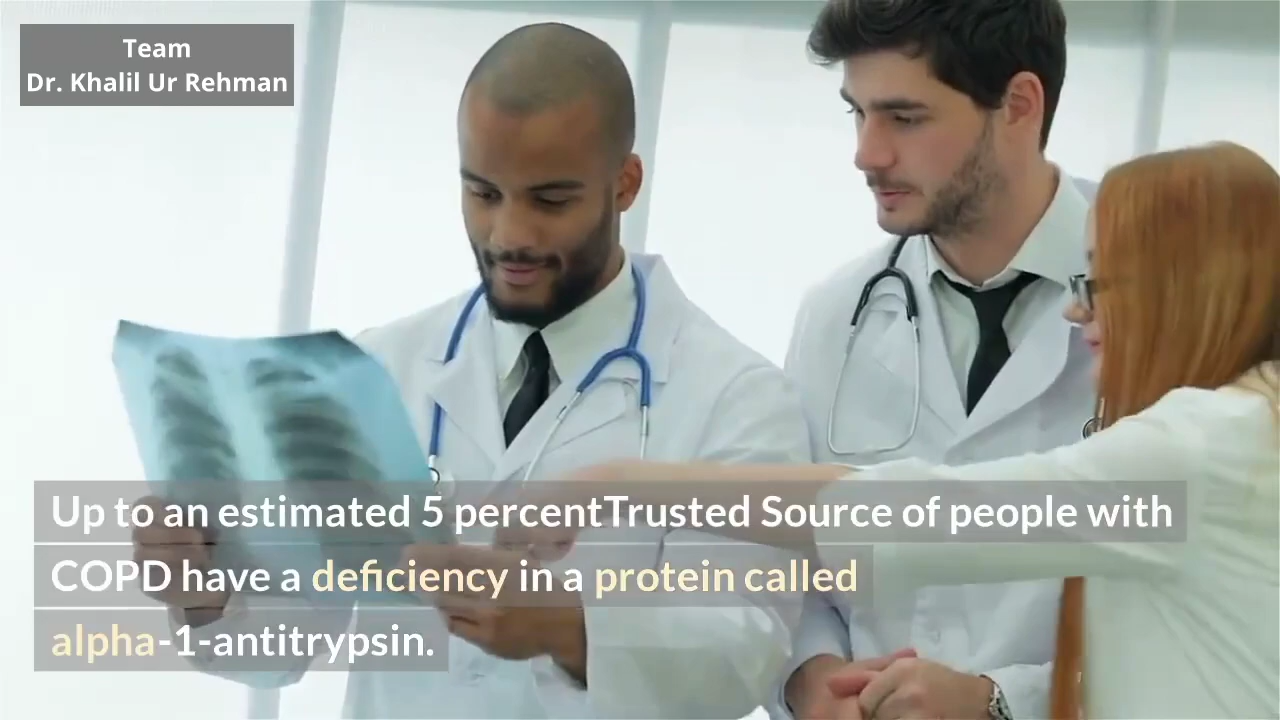 Team
Dr. Khalil Ur Rehman
Up to an estimated 5 percentTrusted Source of people with
COPD have a deficiency in a protein called
alpha-1-antitrypsin.